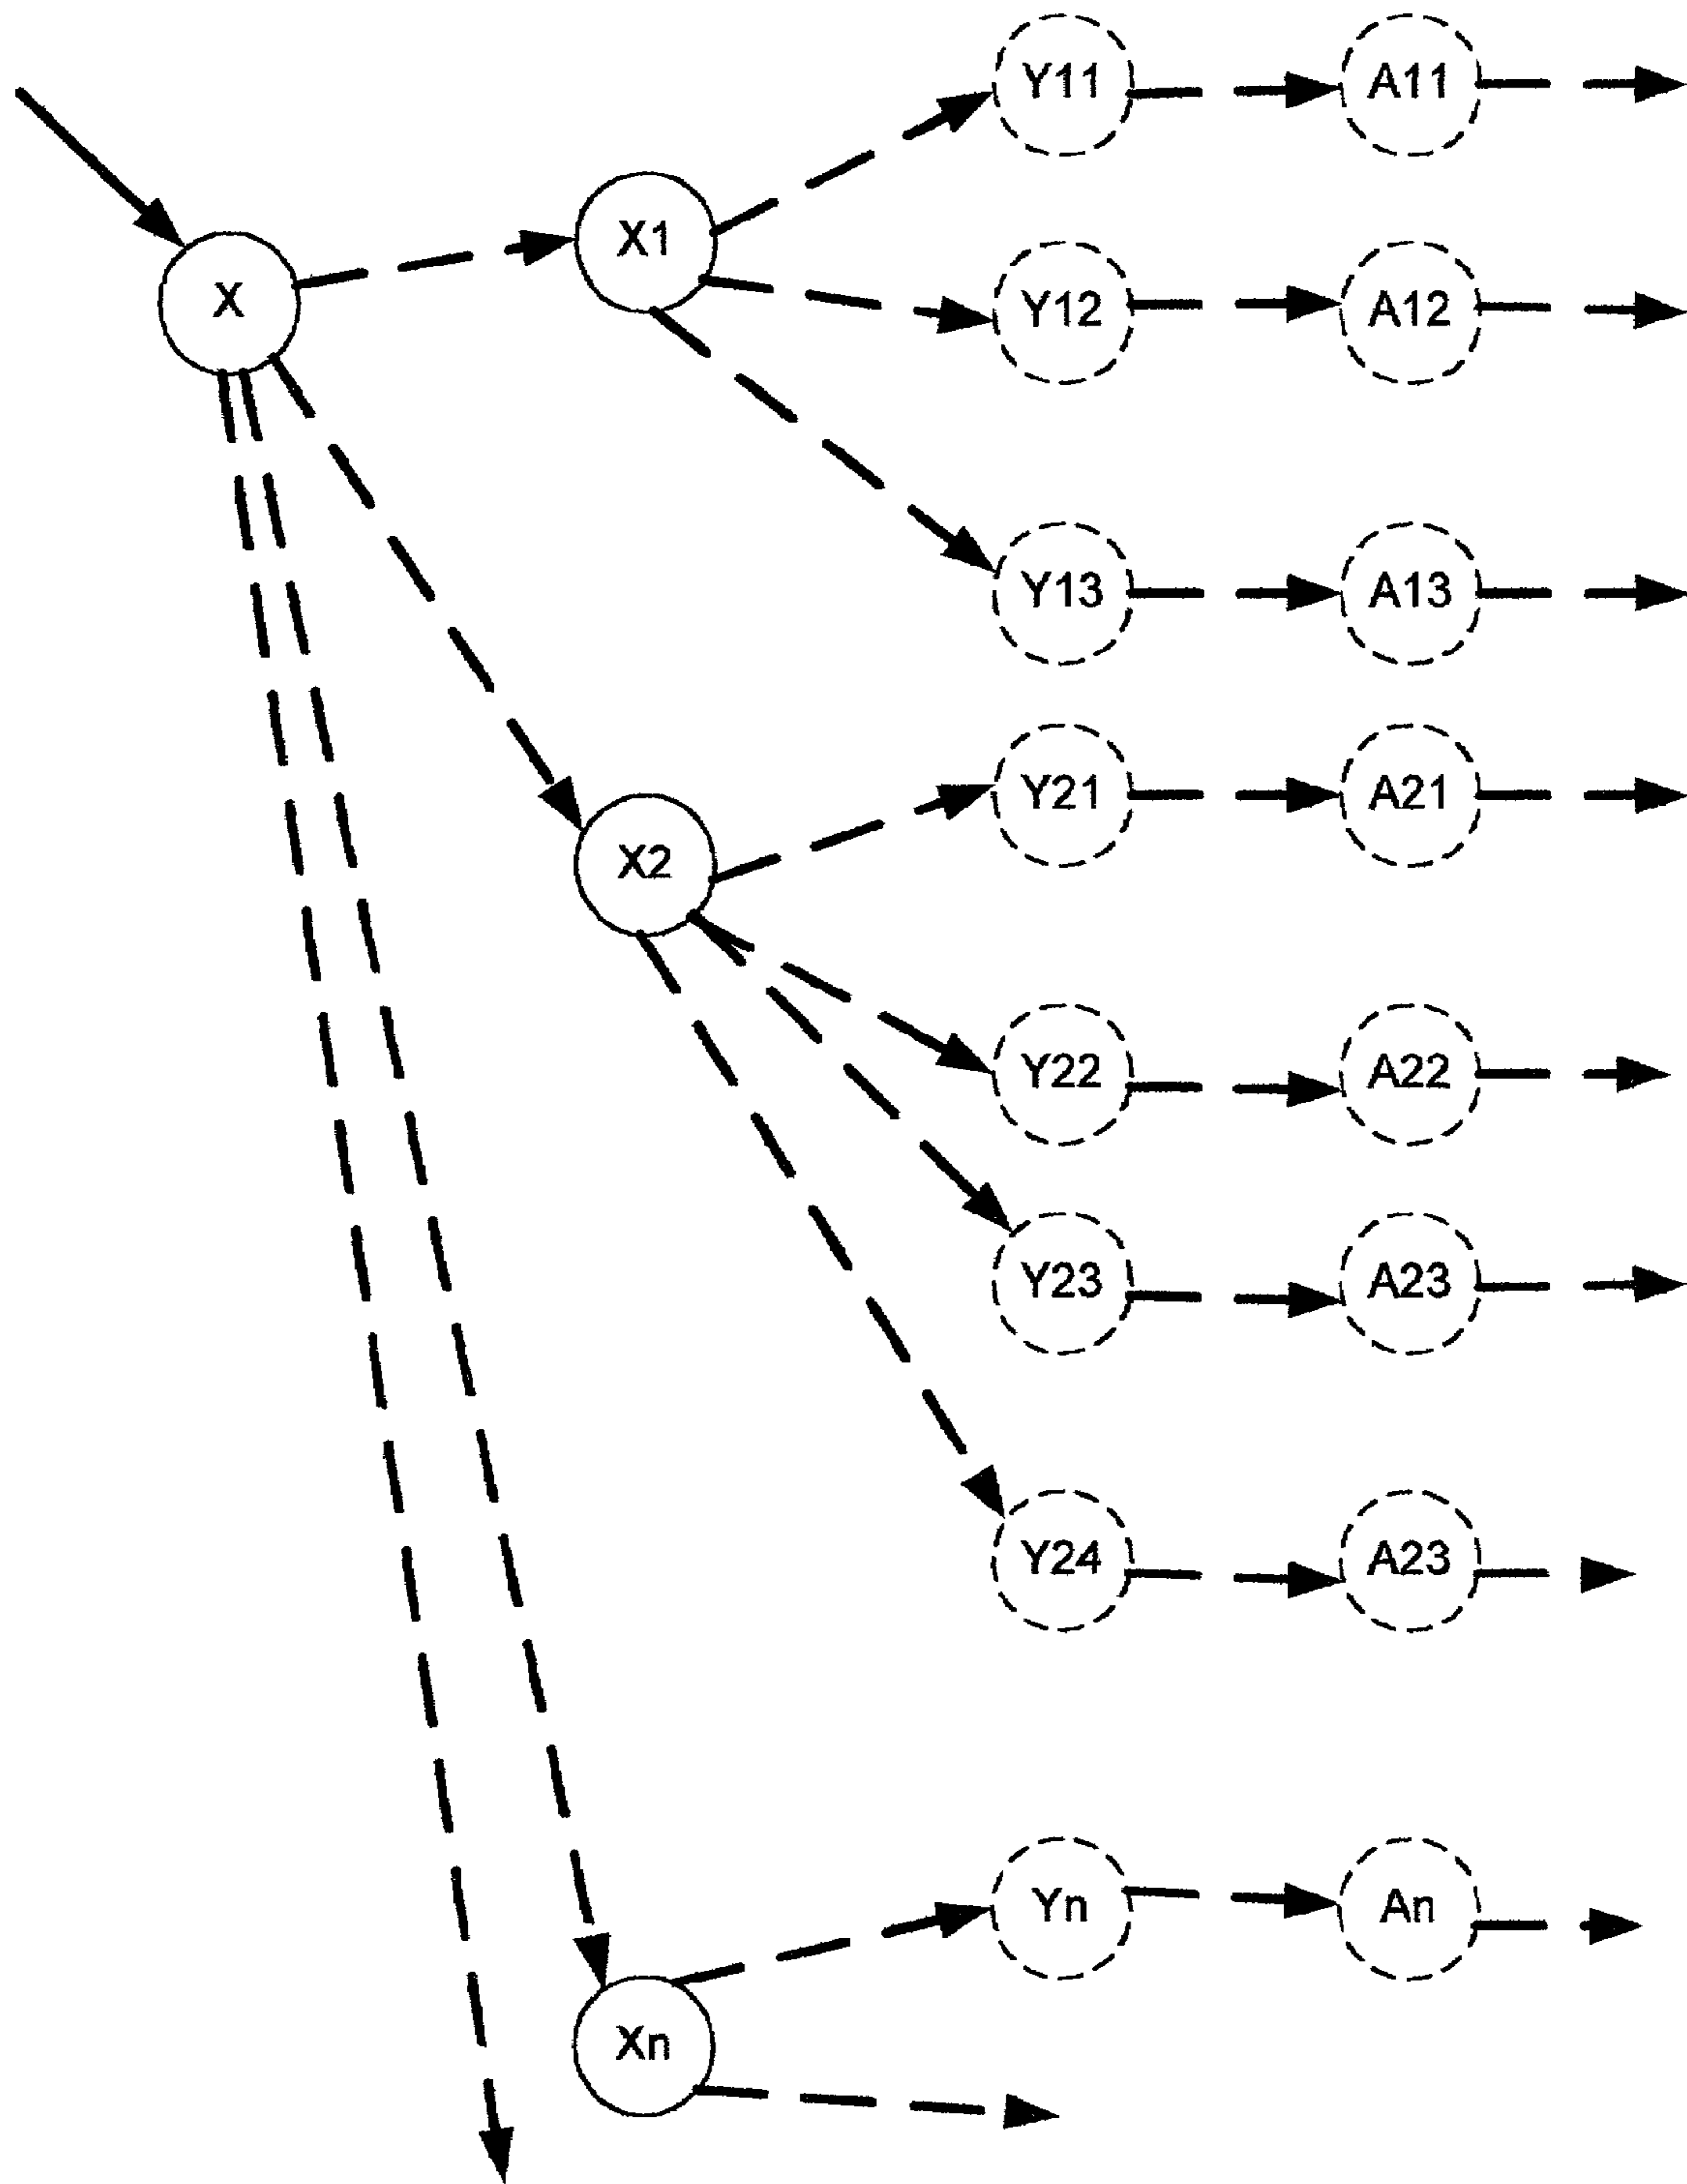 Y11 A11
X1
X
Y12 A12
Y13 A13
Y21 A21
X2
Y22 A22
Y23 A23
Y24 A23
Yn An
Xn